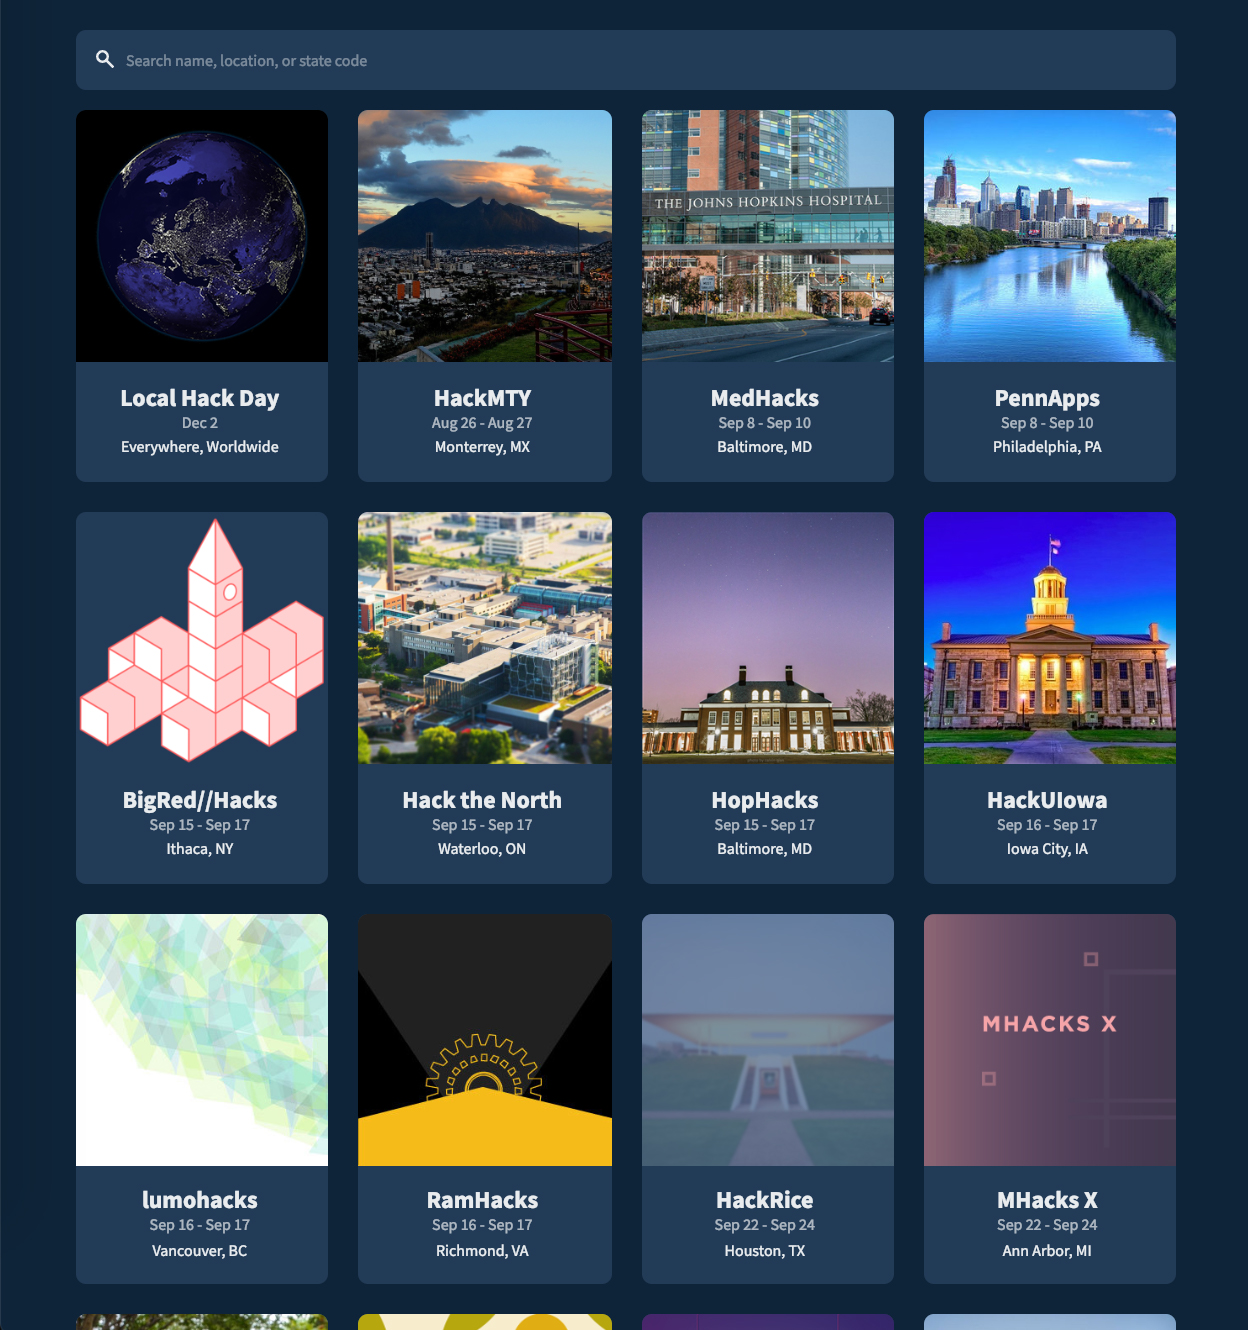 Search name, location, or state code
THE JOHNS HOPKINS HOSPITAL
Local Hack Day
Dec 2
Everywhere, Worldwide
HackMTY
Aug 26 - Aug 27
Monterrey, MX
MedHacks
Sep 8 - Sep 10
Baltimore, MD
PennApps
Sep 8 - Sep 10
Philadelphia, PA
BigRed//Hacks
Sep 15 - Sep 17
Ithaca, NY
Hack the North
Sep 15 - Sep 17
Waterloo, ON
HopHacks
Sep 15 - Sep 17
Baltimore, MD
HackUIowa
Sep 16 - Sep 17
Iowa City, IA
MHACKS X
lumohacks
Sep 16 - Sep 17
Vancouver, BC
RamHacks
Sep 16 - Sep 17
Richmond, VA
HackRice
Sep 22 - Sep 24
Houston, TX
MHacks X
Sep 22 - Sep 24
Ann Arbor, MI